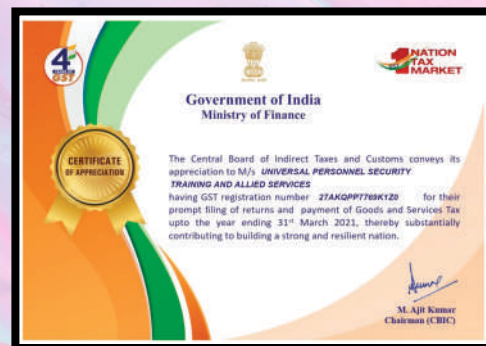 4
YEARS OF
GST
NATION
1 TAX
MARKET
Government of India
Ministry of Finance
CERTIFICATE
OF APPRECIATION
The Central Board of Indirect Taxes and Customs conveys its
appreciation to M/s UNIVERSAL PERSONNEL SECURITY
TRAINING AND ALLIED SERVICES
having GST registration number 27AKQPP7769K1Z0 for their
prompt filing of returns and payment of Goods and Services Tax
upto the year ending 31st March 2021, thereby substantially
contributing to building a strong and resilient nation.
M. Ajit Kumar
Chairman (CBIC)